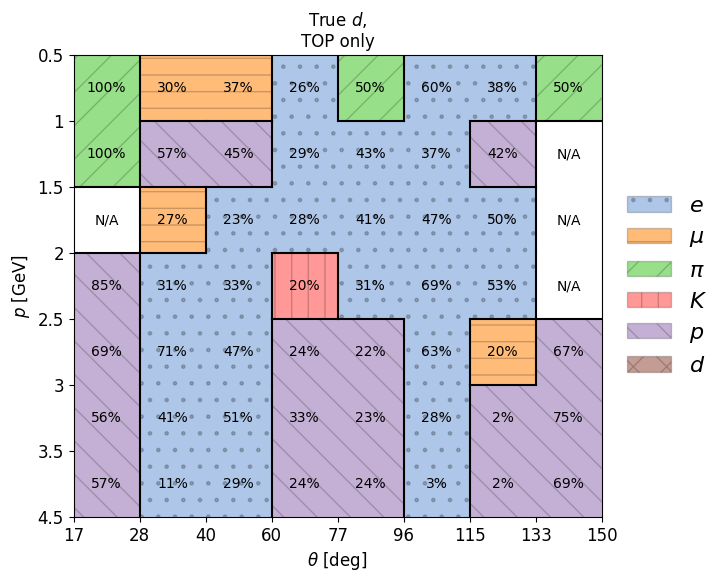 True d,
TOP only
0.5 100% 30% 37% 26% 50% 60% 38% 50%
1
100% 57% 45% 29% 43% 37% 42% N/A
1.5
N/A 27% 23% 28% 41% 47% 50% N/A
2
85% 31% 33% 20% 31% 69% 53% N/A
2.5
69% 71% 47% 24% 22% 63% 20% 67%
3
56% 41% 51% 33% 23% 28% 2% 75%
3.5
57% 11% 29% 24% 24% 3% 2% 69%
4
4.5
p [GeV]
17 28 40 60 77 96 115 133 150
θ [deg]
e
μ
π
K
p
d